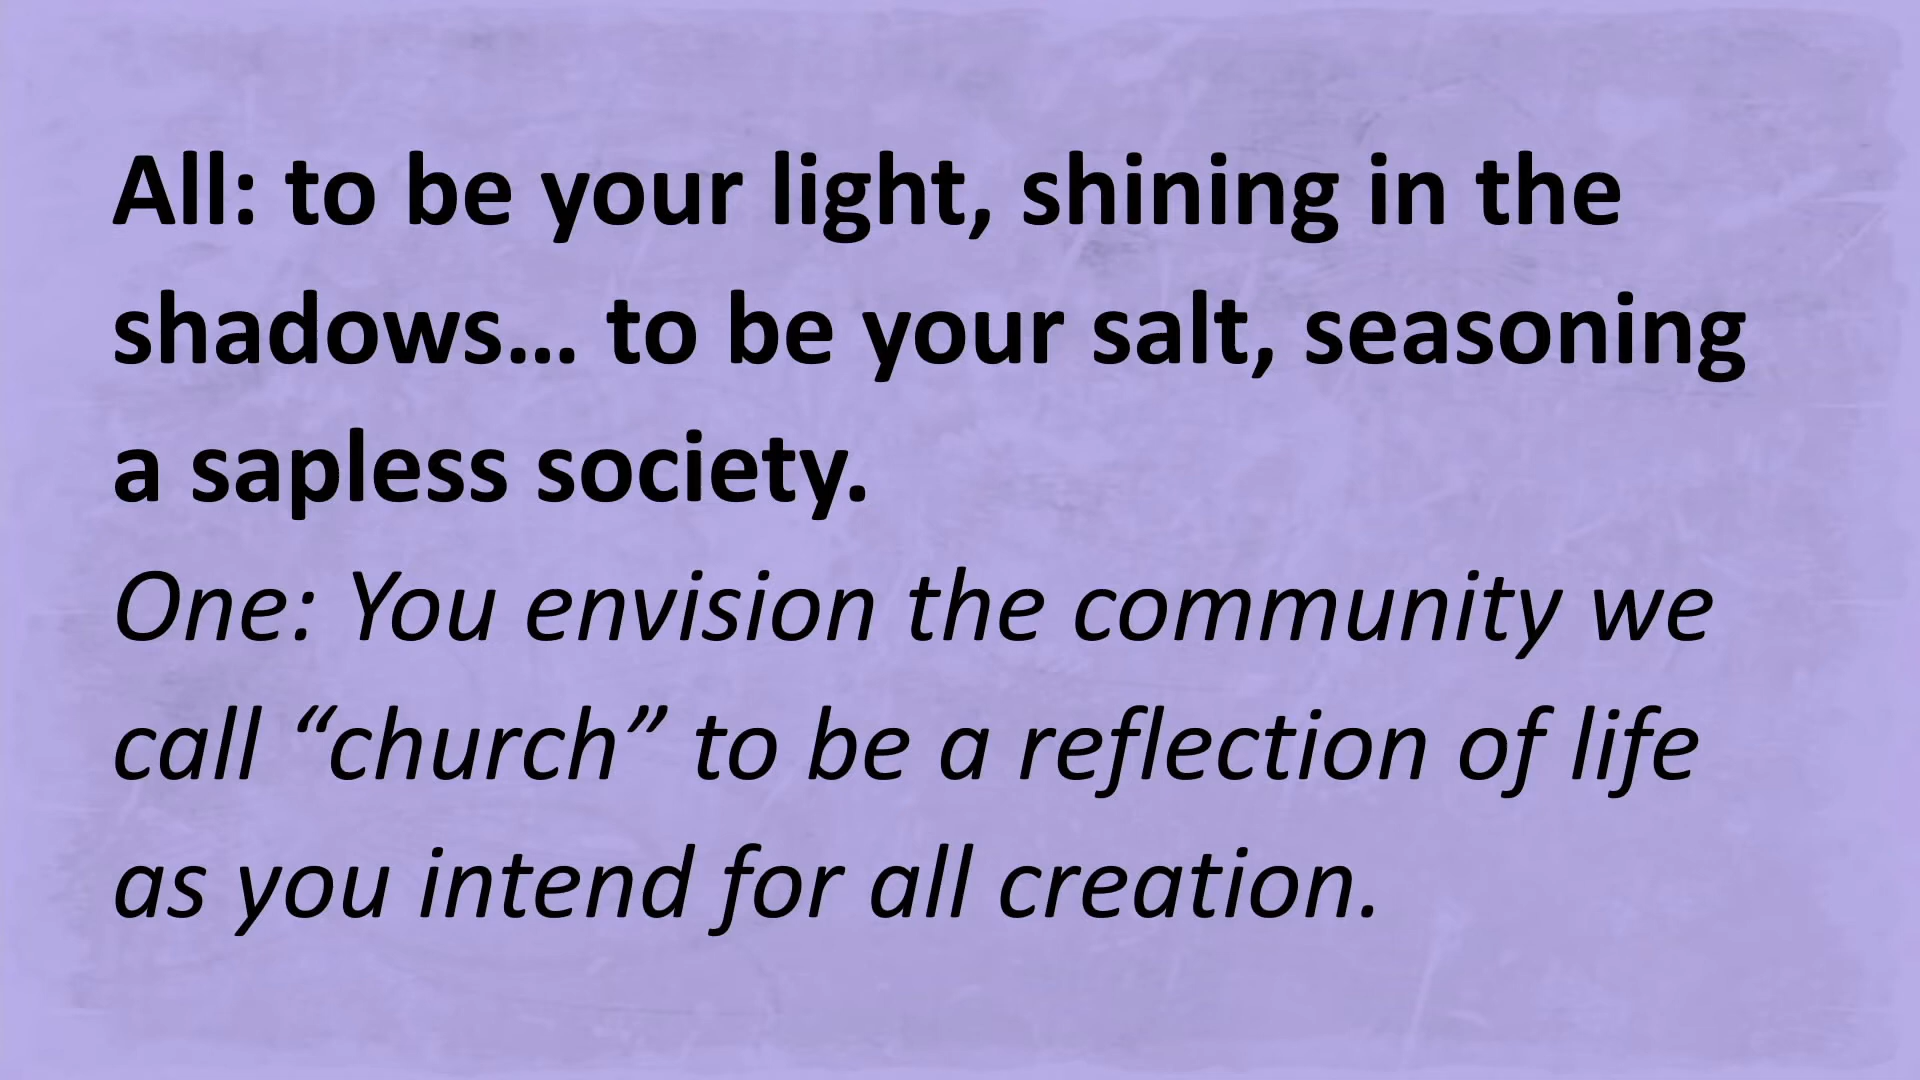 All: to be your light, shining in the
shadows… to be your salt, seasoning
a sapless society.
One: You envision the community we
call “church” to be a reflection of life
as you intend for all creation.